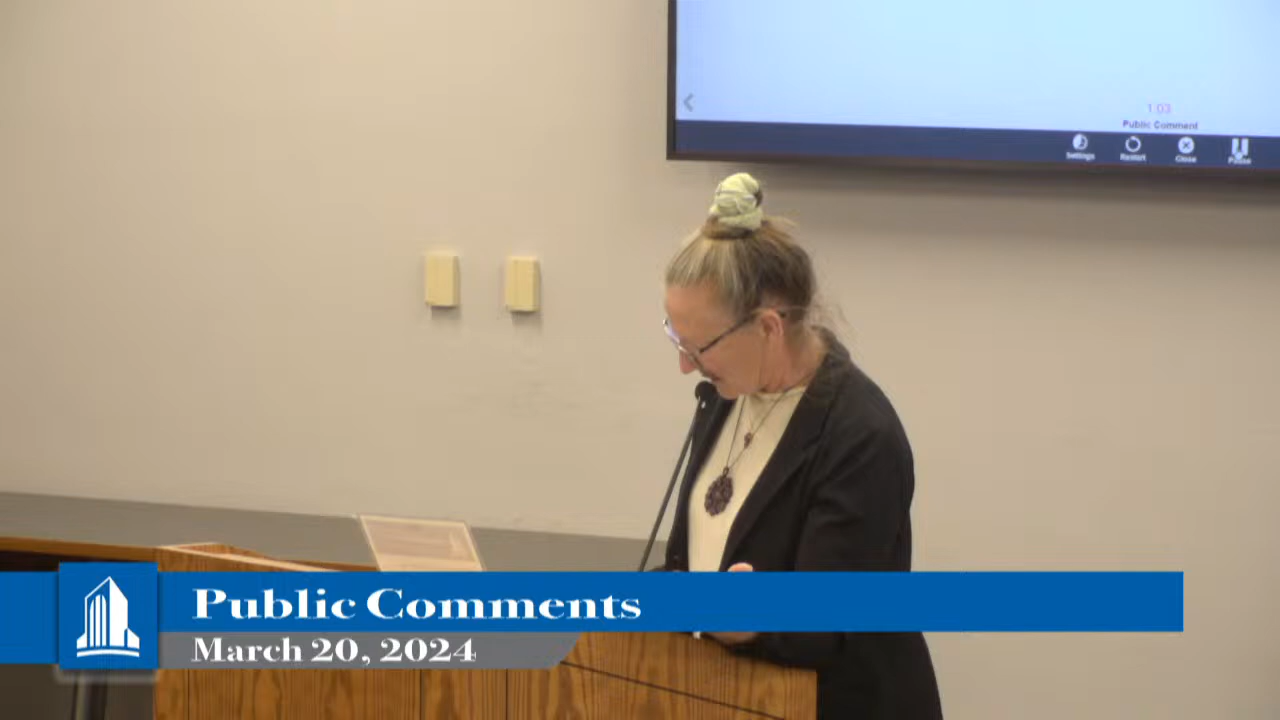 1:03
Public Comment
Settings
Restart
Close
Pause
Public Comments
March 20, 2024